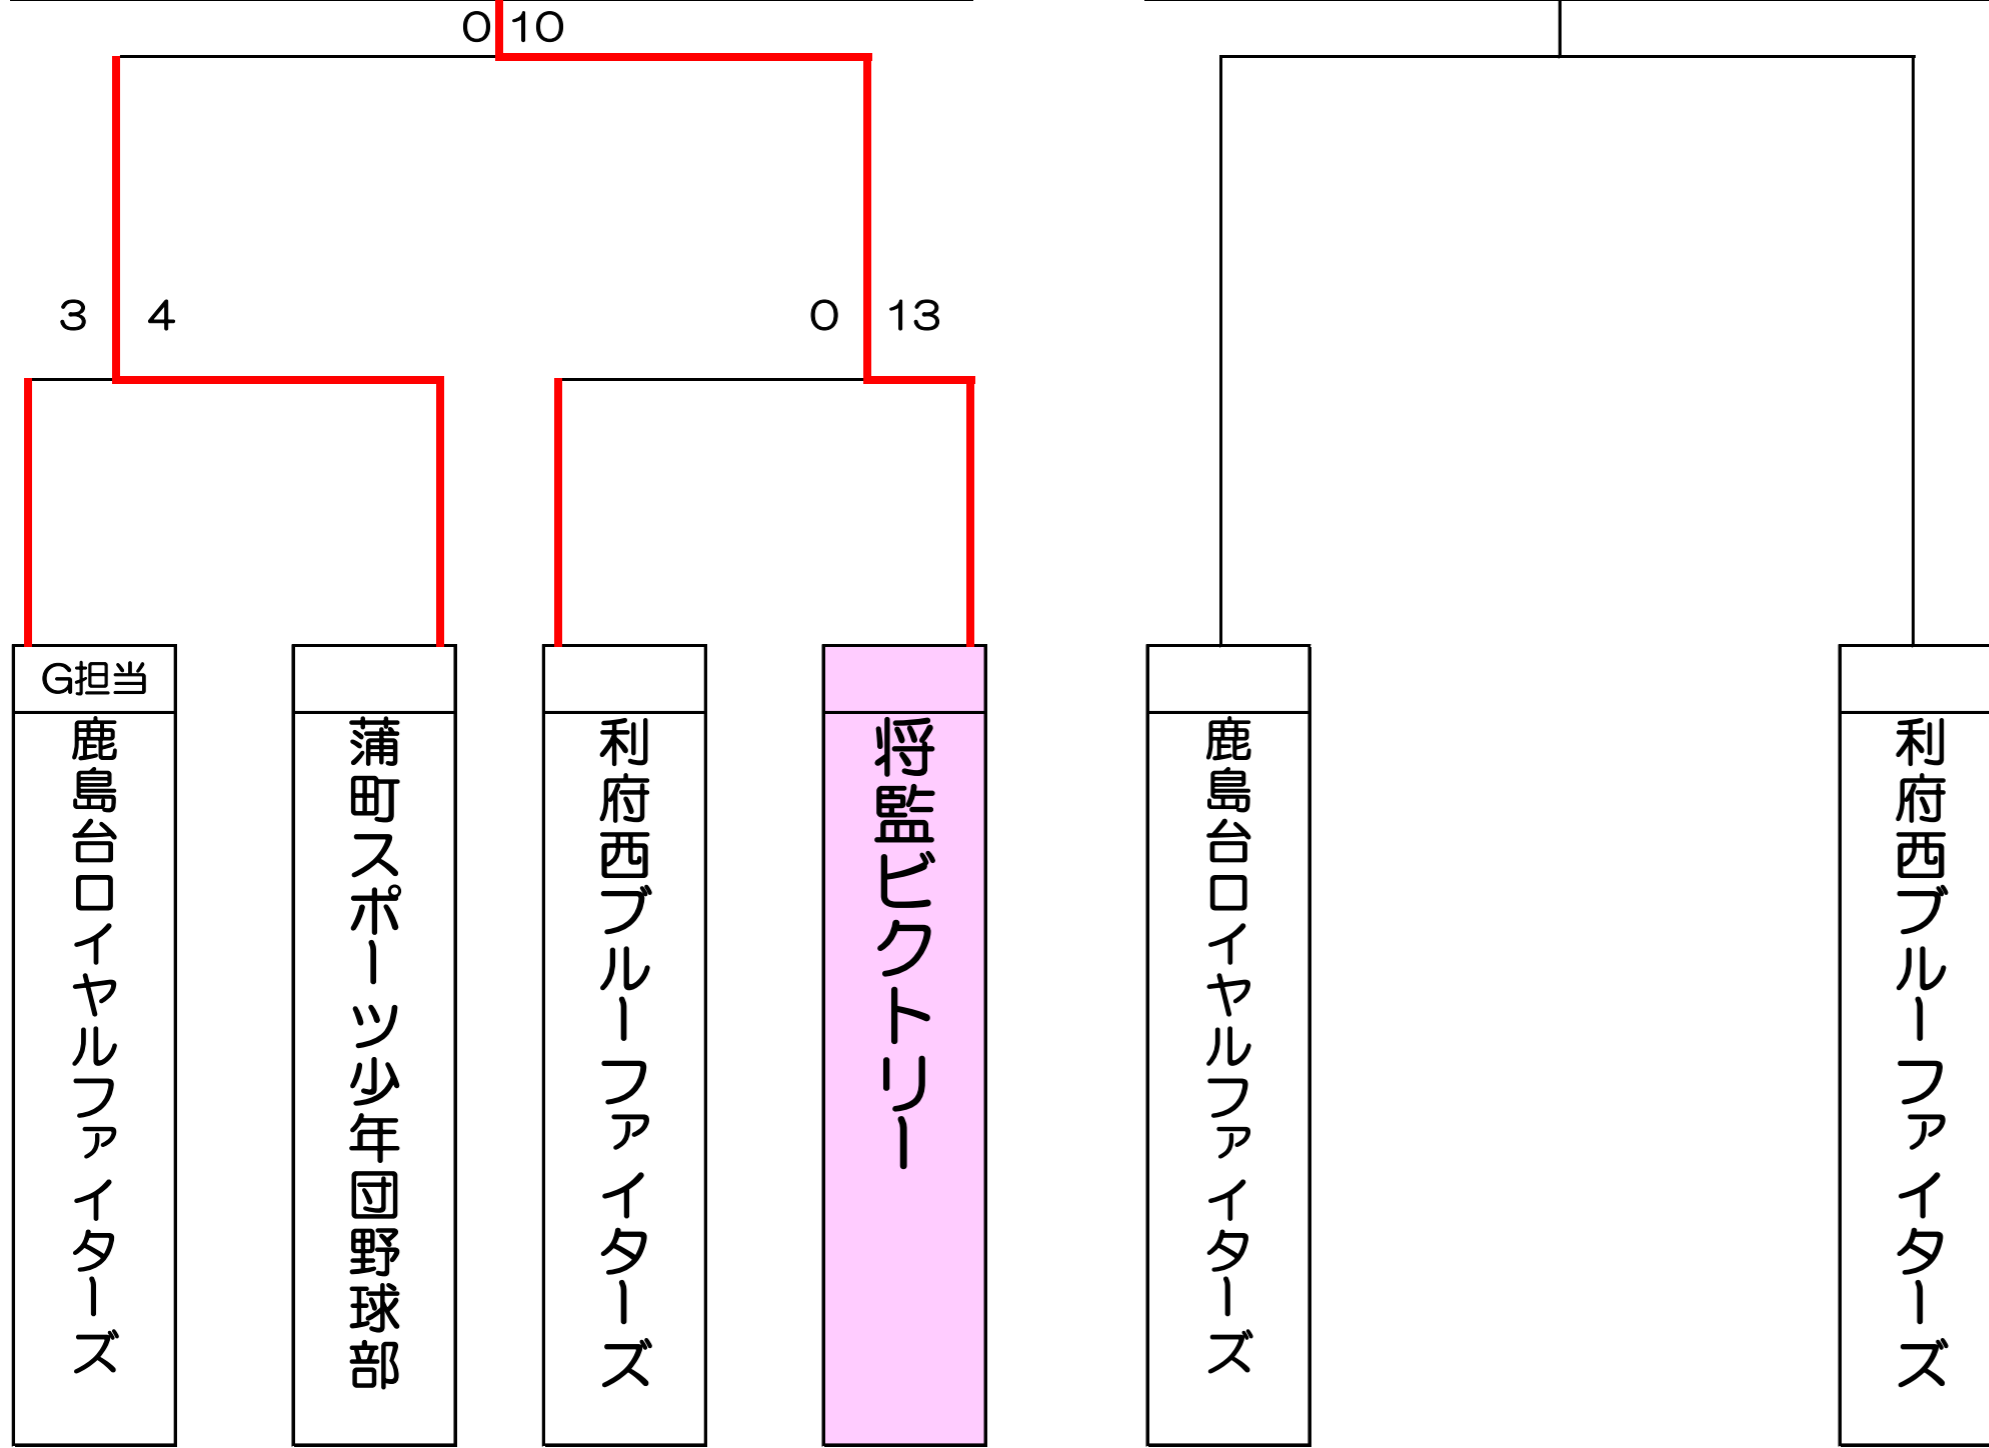 0 10
3 4
0 13
G担当
鹿島台ロイヤルファイターズ
蒲町スポーツ少年団野球部
利府西ブルーファイターズ
将監ビクトリー
鹿島台ロイヤルファイターズ
利府西ブルーファイターズ